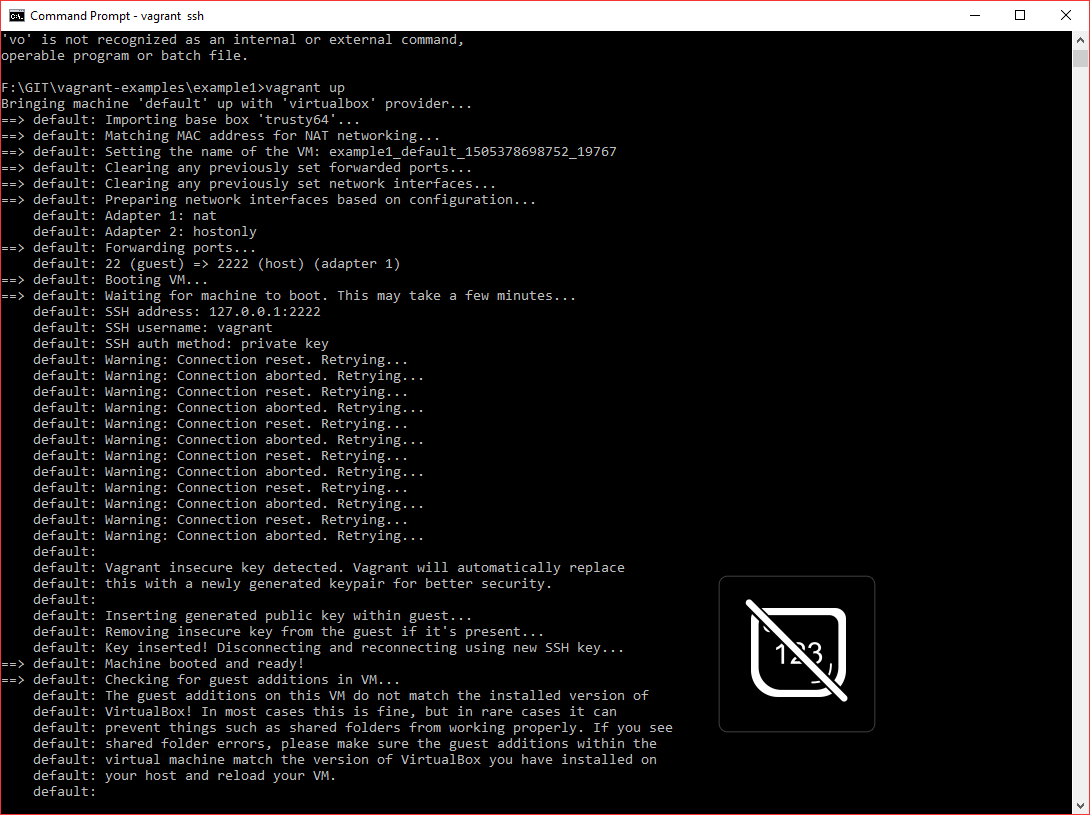 Command Prompt - vagrant ssh
'vo' is not recognized as an internal or external command,
operable program or batch file.
F:\GIT\vagrant-examples\example1>vagrant up
Bringing machine 'default' up with 'virtualbox' provider...
==> default: Importing base box 'trusty64'...
==> default: Matching MAC address for NAT networking...
==> default: Setting the name of the VM: example1_default_1505378698752_19767
==> default: Clearing any previously set forwarded ports...
==> default: Clearing any previously set network interfaces...
==> default: Preparing network interfaces based on configuration...
    default: Adapter 1: nat
    default: Adapter 2: hostonly
==> default: Forwarding ports...
    default: 22 (guest) => 2222 (host) (adapter 1)
==> default: Booting VM...
==> default: Waiting for machine to boot. This may take a few minutes...
    default: SSH address: 127.0.0.1:2222
    default: SSH username: vagrant
    default: SSH auth method: private key
    default: Warning: Connection reset. Retrying...
    default: Warning: Connection aborted. Retrying...
    default: Warning: Connection reset. Retrying...
    default: Warning: Connection aborted. Retrying...
    default: Warning: Connection reset. Retrying...
    default: Warning: Connection aborted. Retrying...
    default: Warning: Connection reset. Retrying...
    default: Warning: Connection aborted. Retrying...
    default: Warning: Connection reset. Retrying...
    default: Warning: Connection aborted. Retrying...
    default: Warning: Connection reset. Retrying...
    default: Warning: Connection aborted. Retrying...
    default:
    default: Vagrant insecure key detected. Vagrant will automatically replace
    default: this with a newly generated keypair for better security.
    default:
    default: Inserting generated public key within guest...
    default: Removing insecure key from the guest if it's present...
    default: Key inserted! Disconnecting and reconnecting using new SSH key...
==> default: Machine booted and ready!
==> default: Checking for guest additions in VM...
    default: The guest additions on this VM do not match the installed version of
    default: VirtualBox! In most cases this is fine, but in rare cases it can
    default: prevent things such as shared folders from working properly. If you see
    default: shared folder errors, please make sure the guest additions within the
    default: virtual machine match the version of VirtualBox you have installed on
    default: your host and reload your VM.
    default:
123